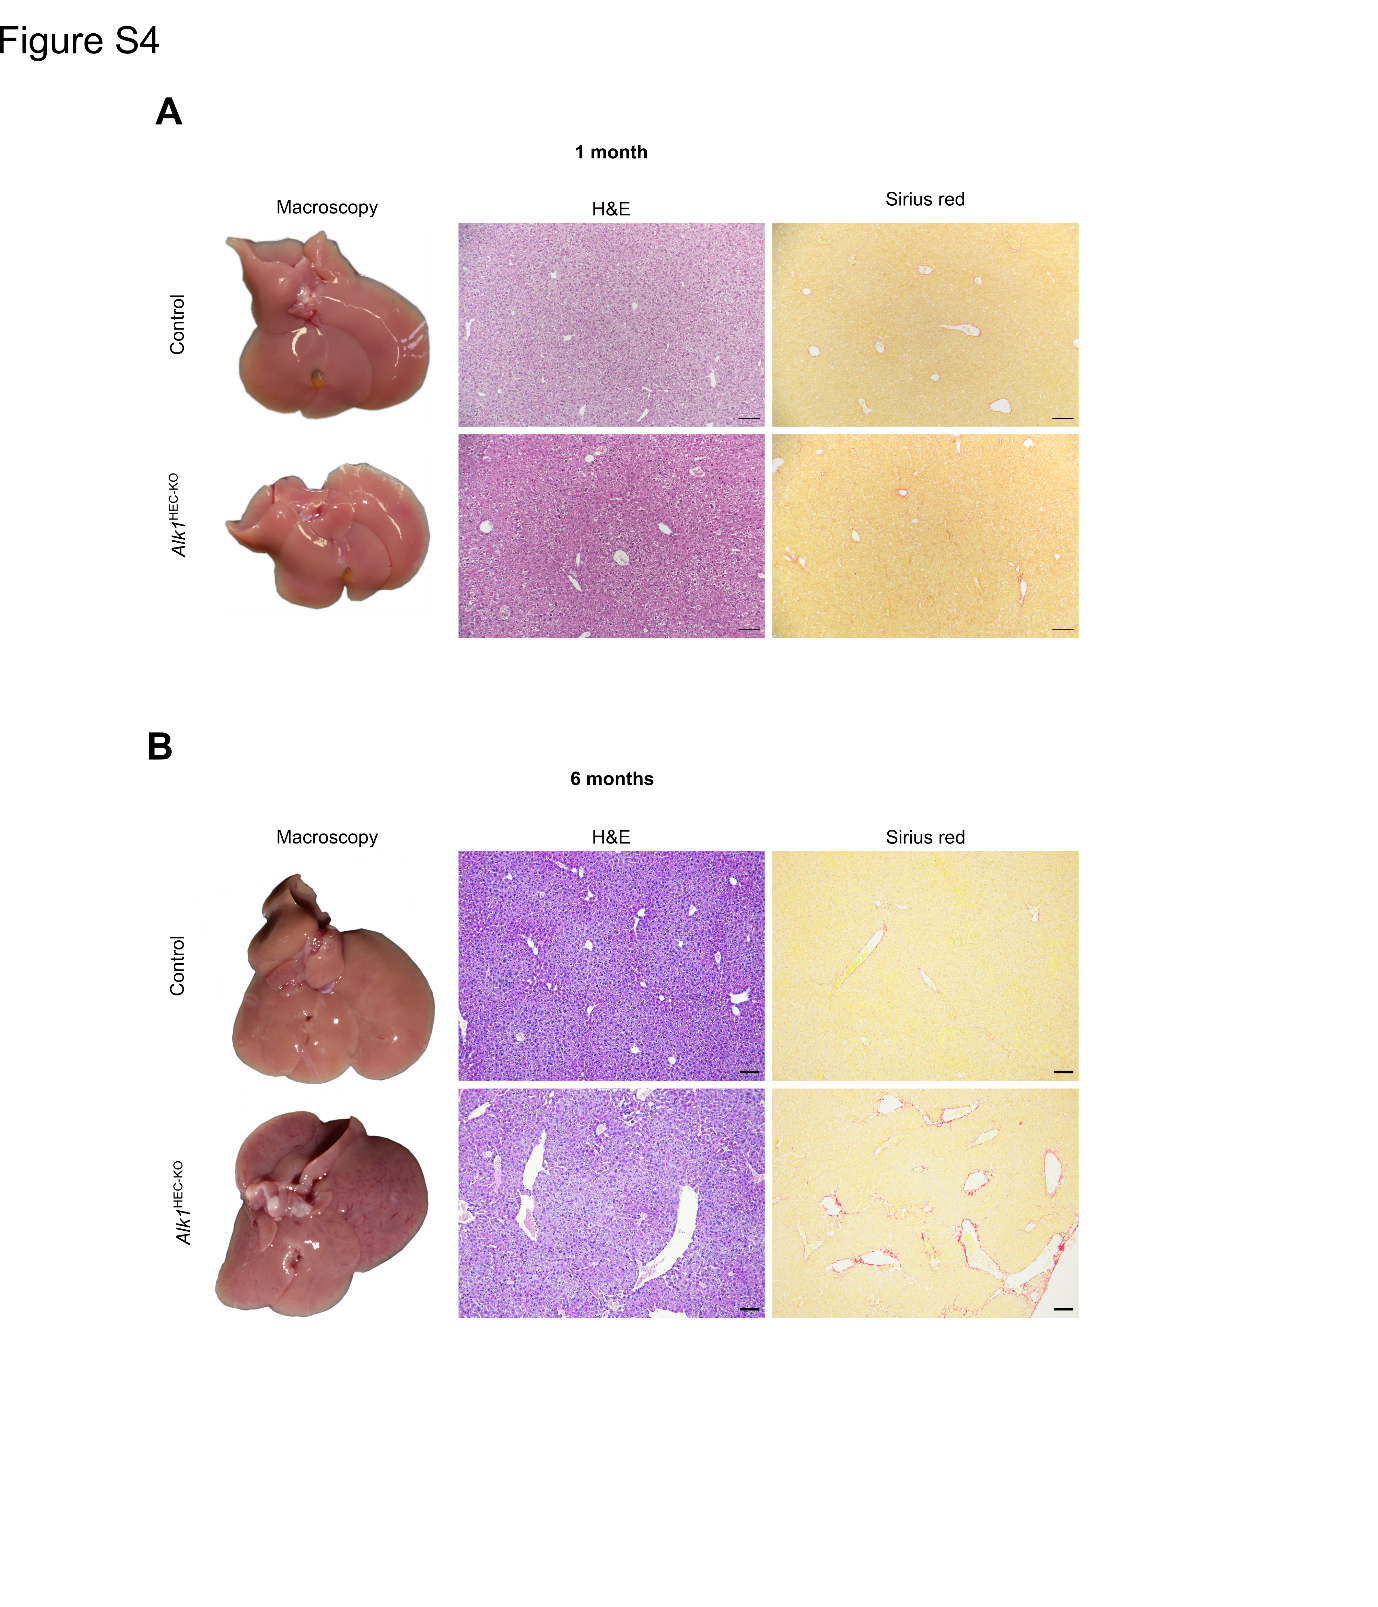 Figure S4
A
1 month
Macroscopy
H&E
Sirius red
Control
Alk1HEC-KO
B
6 months
Macroscopy
H&E
Sirius red
Control
Alk1HEC-KO